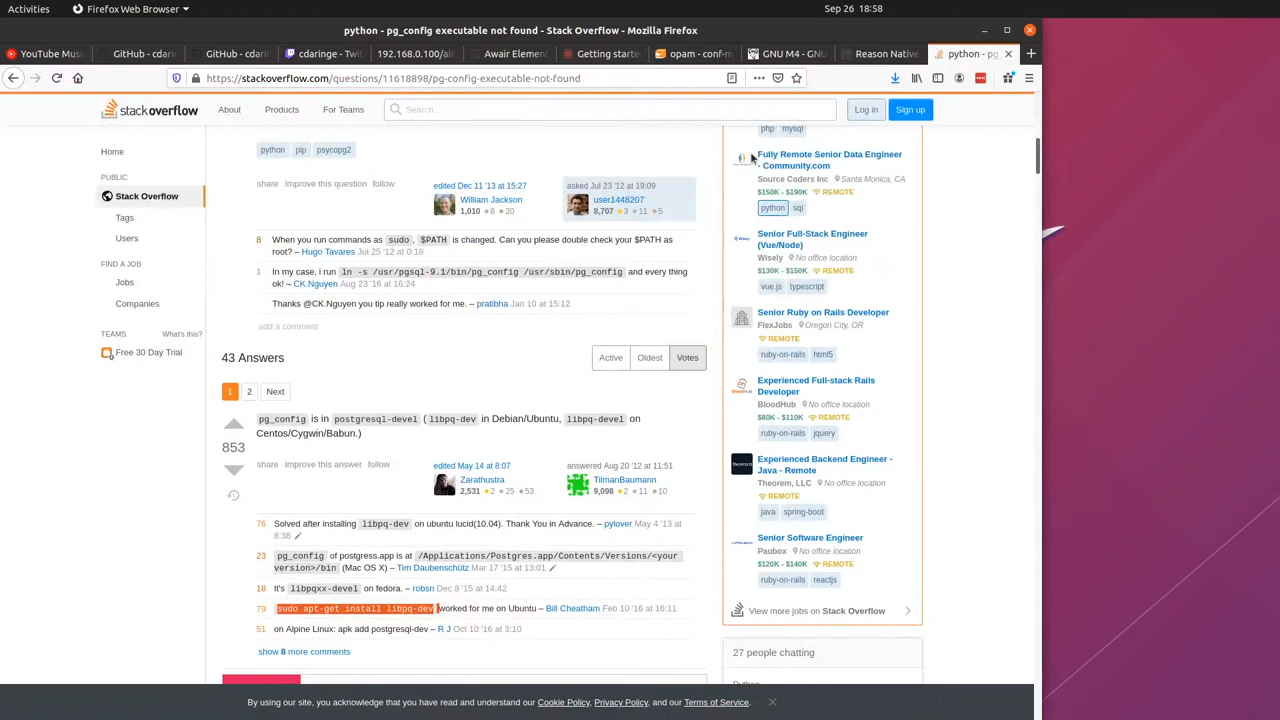 Activities Firefox Web Browser Sep 26 18:58
python - pg_config executable not found - Stack Overflow - Mozilla Firefox
YouTube Mus GitHub - cdar GitHub - cdarin cdaringe - Twitch 192.168.0.100/air Awair Element Getting started opam - conf-m GNU M4 - GNU Reason Native python - pg_
https://stackoverflow.com/questions/11618898/pg-config-executable-not-found
stackoverflow About Products For Teams Search... Log in Sign up
Home
PUBLIC
Stack Overflow
Tags
Users
FIND A JOB
Jobs
Companies
TEAMS What's this?
Free 30 Day Trial
python pip psycopg2
share improve this question follow
edited Dec 11 '13 at 15:27
William Jackson
1,010 8 20
asked Jul 23 '12 at 19:09
user1448207
8,707 3 11 5
8 When you run commands as sudo, $PATH is changed. Can you please double check your $PATH as
root? – Hugo Tavares Jul 25 '12 at 0:18
1 In my case, i run ln -s /usr/pgsql-9.1/bin/pg_config /usr/sbin/pg_config and every thing
ok! – CK.Nguyen Aug 23 '16 at 16:24
Thanks @CK.Nguyen you tip really worked for me. – pratibha Jan 10 at 15:12
add a comment
43 Answers
Active Oldest Votes
1 2 Next
853
pg_config is in postgresql-devel (libpq-dev in Debian/Ubuntu, libpq-devel on
Centos/Cygwin/Babun.)
share improve this answer follow
edited May 14 at 8:07
Zarathustra
2,531 2 25 53
answered Aug 20 '12 at 11:51
TilmanBaumann
9,098 2 11 10
76 Solved after installing libpq-dev on ubuntu lucid(10.04). Thank You in Advance. – pylover May 4 '13 at
8:38
23 pg_config of postgress.app is at /Applications/Postgres.app/Contents/Versions/<your
version>/bin (Mac OS X) – Tim Daubenschütz Mar 17 '15 at 13:01
18 It's libpqxx-devel on fedora. – robsn Dec 8 '15 at 14:42
79 sudo apt-get install libpq-dev worked for me on Ubuntu – Bill Cheatham Feb 10 '16 at 16:11
51 on Alpine Linux: apk add postgresql-dev – R J Oct 10 '16 at 3:10
show 8 more comments
php mysql
Fully Remote Senior Data Engineer
- Community.com
Source Coders Inc Santa Monica, CA
$150K - $190K REMOTE
python sql
Senior Full-Stack Engineer
(Vue/Node)
Wisely No office location
$130K - $150K REMOTE
vue.js typescript
Senior Ruby on Rails Developer
FlexJobs Oregon City, OR
REMOTE
ruby-on-rails html5
Experienced Full-stack Rails
Developer
BloodHub No office location
$80K - $110K REMOTE
ruby-on-rails jquery
Experienced Backend Engineer -
Java - Remote
Theorem, LLC No office location
REMOTE
java spring-boot
Senior Software Engineer
Paubox No office location
$120K - $140K REMOTE
ruby-on-rails reactjs
View more jobs on Stack Overflow
27 people chatting
By using our site, you acknowledge that you have read and understand our Cookie Policy, Privacy Policy, and our Terms of Service.